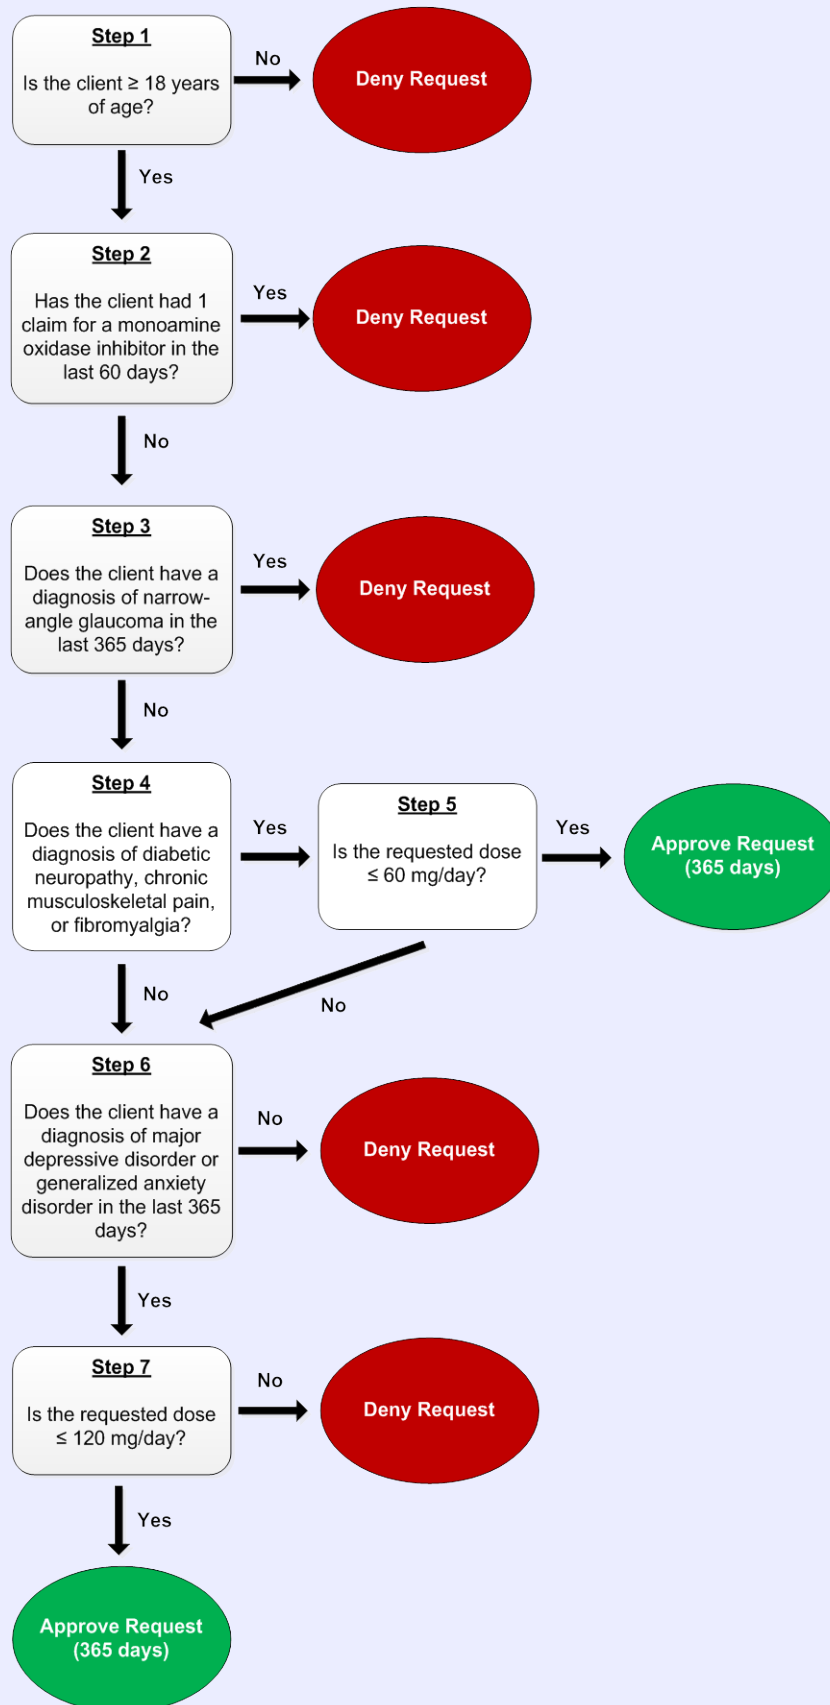 Step 1
Is the client ≥ 18 years
of age?
No
Deny Request
Yes
Step 2
Has the client had 1
claim for a monoamine
oxidase inhibitor in the
last 60 days?
Yes
Deny Request
No
Step 3
Does the client have a
diagnosis of narrow-
angle glaucoma in the
last 365 days?
Yes
Deny Request
No
Step 4
Does the client have a
diagnosis of diabetic
neuropathy, chronic
musculoskeletal pain,
or fibromyalgia?
Yes
Step 5
Is the requested dose
≤ 60 mg/day?
Yes
Approve Request
(365 days)
No
No
Step 6
Does the client have a
diagnosis of major
depressive disorder or
generalized anxiety
disorder in the last 365
days?
No
Deny Request
Yes
Step 7
Is the requested dose
≤ 120 mg/day?
No
Deny Request
Yes
Approve Request
(365 days)